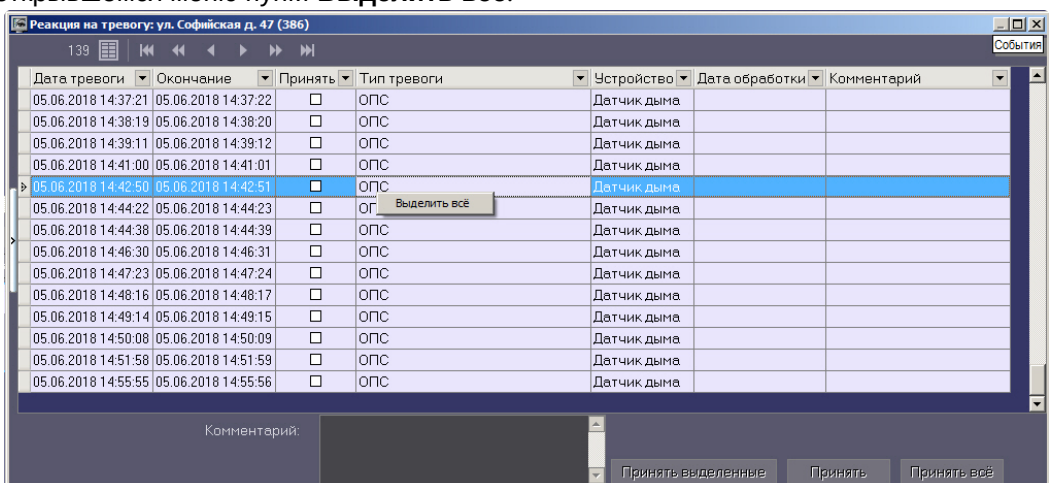 открывшемся меню пункт Выделить все.
Реакция на тревогу: ул. Софийская д. 47 (386)
139
События
Дата тревоги Окончание Принять Тип тревоги Устройство Дата обработки Комментарий
05.06.2018 14:37:21 05.06.2018 14:37:22 ОПС Датчик дыма
05.06.2018 14:38:19 05.06.2018 14:38:20 ОПС Датчик дыма
05.06.2018 14:39:11 05.06.2018 14:39:12 ОПС Датчик дыма
05.06.2018 14:41:00 05.06.2018 14:41:01 ОПС Датчик дыма
05.06.2018 14:42:50 05.06.2018 14:42:51 ОПС Датчик дыма
Выделить всё
05.06.2018 14:44:22 05.06.2018 14:44:23 Датчик дыма
05.06.2018 14:44:38 05.06.2018 14:44:39 ОПС Датчик дыма
05.06.2018 14:46:30 05.06.2018 14:46:31 ОПС Датчик дыма
05.06.2018 14:47:23 05.06.2018 14:47:24 ОПС Датчик дыма
05.06.2018 14:48:16 05.06.2018 14:48:17 ОПС Датчик дыма
05.06.2018 14:49:14 05.06.2018 14:49:15 ОПС Датчик дыма
05.06.2018 14:50:08 05.06.2018 14:50:09 ОПС Датчик дыма
05.06.2018 14:51:58 05.06.2018 14:51:59 ОПС Датчик дыма
05.06.2018 14:55:55 05.06.2018 14:55:56 ОПС Датчик дыма
Комментарий:
Принять выделенные Принять Принять всё